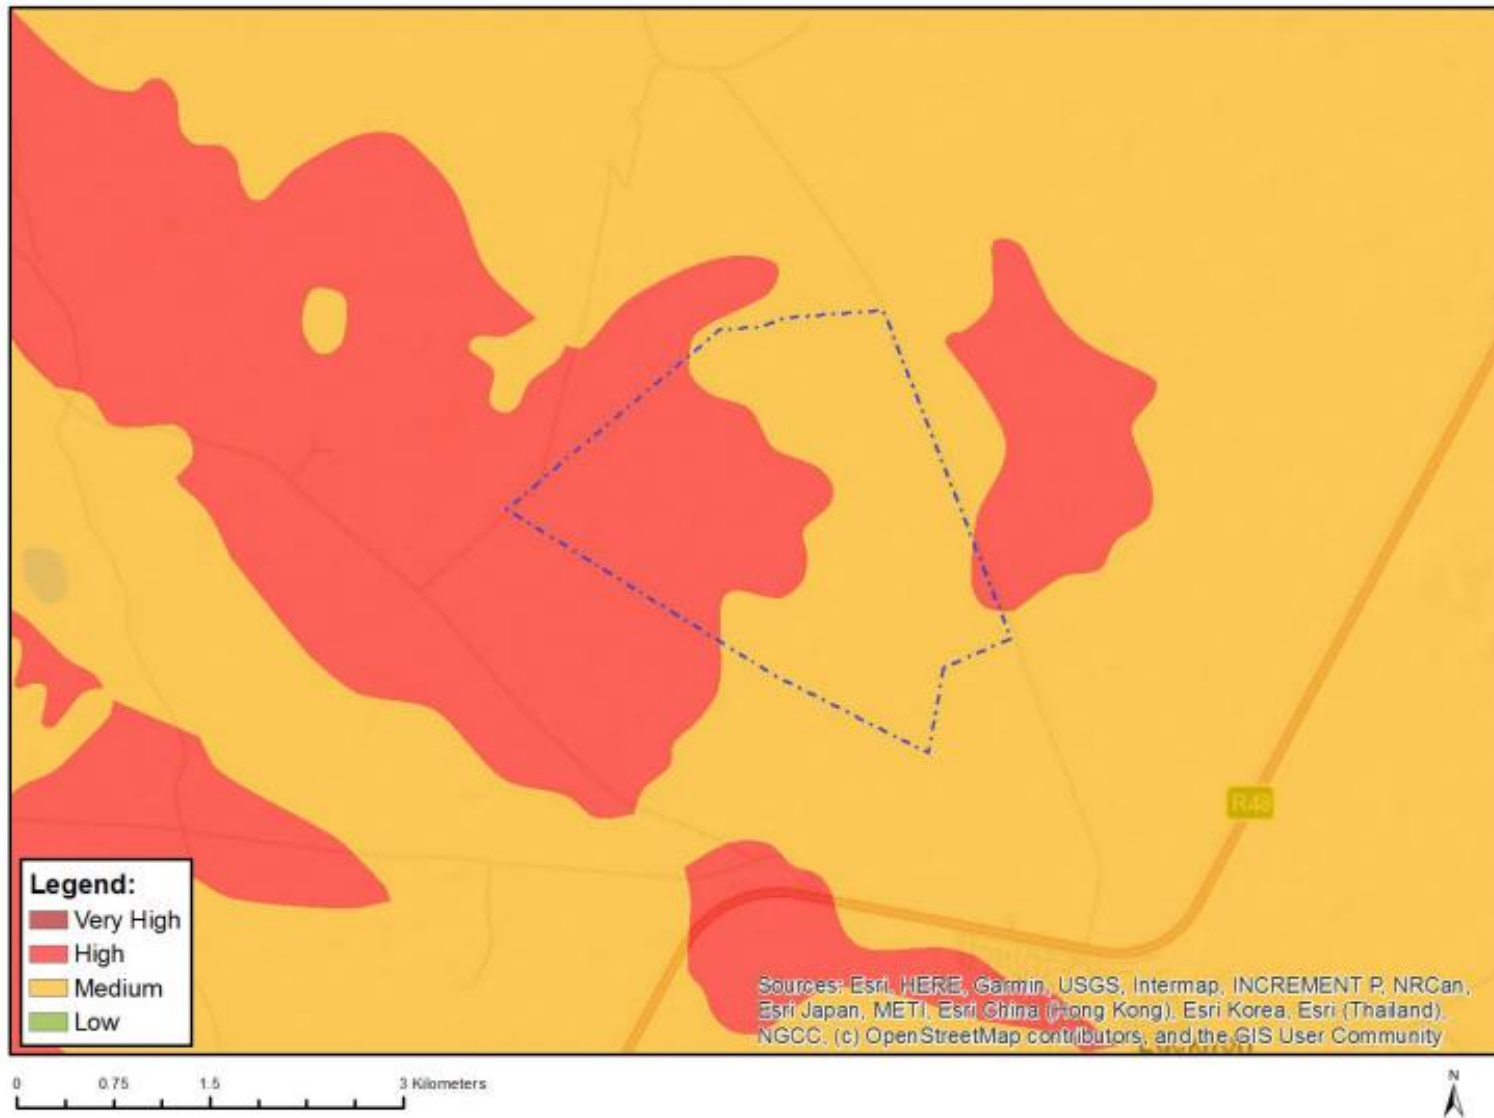 R48
Legend:
Very High
High
Medium
Low
Sources: Esri, HERE, Garmin, USGS, Intermap, INCREMENT P, NRCan,
Esri Japan, METI, Esri China (Hong Kong), Esri Korea, Esri (Thailand),
NGCC, (c) OpenStreetMap contributors, and the GIS User Community
0 0.75 1.5 3 Kilometers
N